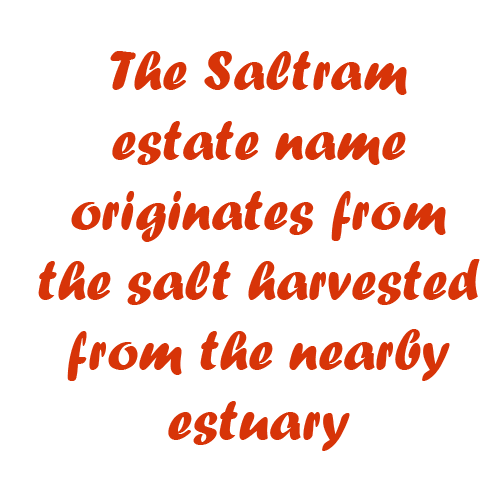 The Saltram
estate name
originates from
the salt harvested
from the nearby
estuary